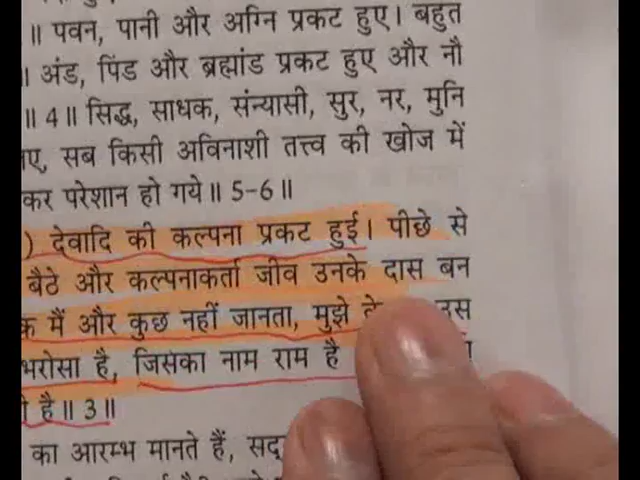 ॥ पवन, पानी और अग्नि प्रकट हुए। बहुत
। अंड, पिंड और ब्रह्मांड प्रकट हुए और नौ
॥ 4 ॥ सिद्ध, साधक, संन्यासी, सुर, नर, मुनि
सब किसी अविनाशी तत्त्व की खोज में
कर परेशान हो गये॥ 5-6॥
) देवादि की कल्पना प्रकट हुई। पीछे से
बैठे और कल्पनाकर्ता जीव उनके दास बन
मैं और कुछ नहीं जानता, मुझे
भरोसा है, जिसका नाम राम है
है॥ 3॥
का आरम्भ मानते हैं,